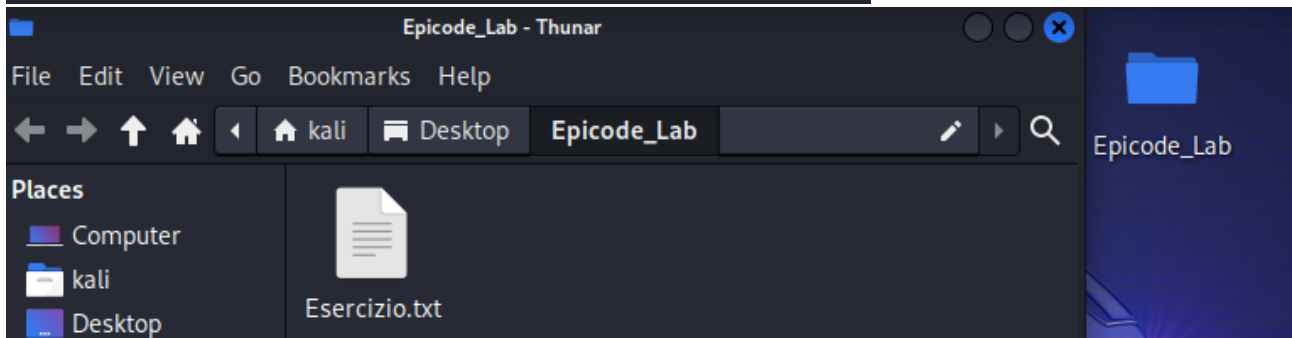 Epicode_Lab - Thunar
File Edit View Go Bookmarks Help
kali Desktop Epicode_Lab
Epicode_Lab
Places
Computer
kali
Desktop
Esercizio.txt